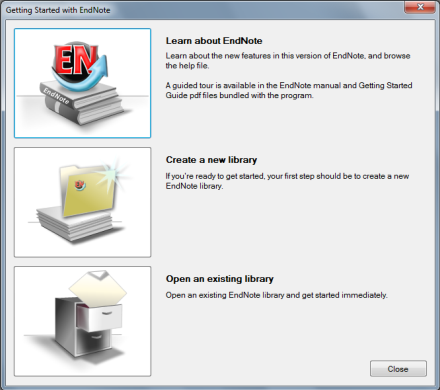 Getting Started with EndNote
EN
EndNote
Learn about EndNote
Learn about the new features in this version of EndNote, and browse
the help file.
A guided tour is available in the EndNote manual and Getting Started
Guide pdf files bundled with the program.
Create a new library
If you're ready to get started, your first step should be to create a new
EndNote library.
Open an existing library
Open an existing EndNote library and get started immediately.
Close